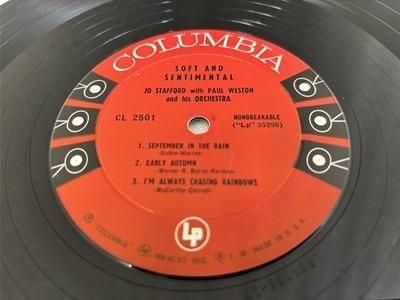 COLUMBIA
SOFT AND
SENTIMENTAL
JO STAFFORD with PAUL WESTON
and his ORCHESTRA
CL 2501
NONBREAKABLE
("Lp" 35296)
1. SEPTEMBER IN THE RAIN
-Dubin-Warren-
2. EARLY AUTUMN
-Mercer-R. Burns-Herman-
3. I'M ALWAYS CHASING RAINBOWS
-McCarthy-Carroll-
LP
® "COLUMBIA" ® MARCAS REG. ® T. M. MADE IN U.S.A.